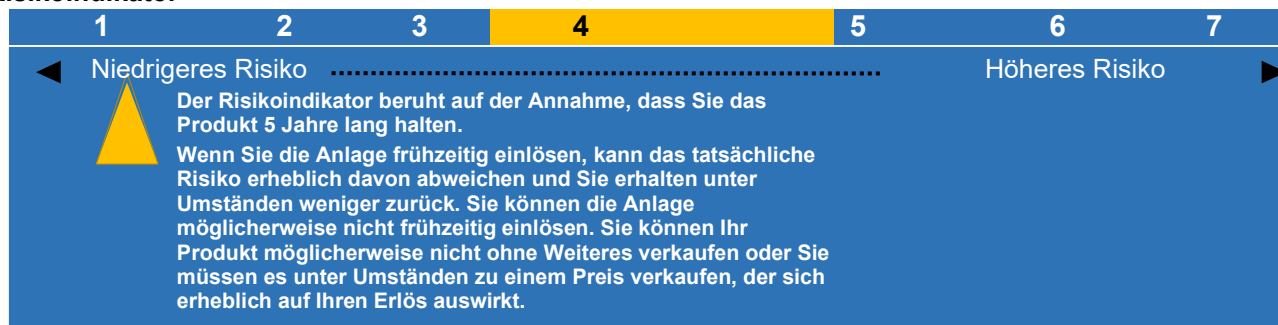 Risikoindikator
1 2 3 4 5 6 7
Niedrigeres Risiko Höheres Risiko
Der Risikoindikator beruht auf der Annahme, dass Sie das
Produkt 5 Jahre lang halten.
Wenn Sie die Anlage frühzeitig einlösen, kann das tatsächliche
Risiko erheblich davon abweichen und Sie erhalten unter
Umständen weniger zurück. Sie können die Anlage
möglicherweise nicht frühzeitig einlösen. Sie können Ihr
Produkt möglicherweise nicht ohne Weiteres verkaufen oder Sie
müssen es unter Umständen zu einem Preis verkaufen, der sich
erheblich auf Ihren Erlös auswirkt.